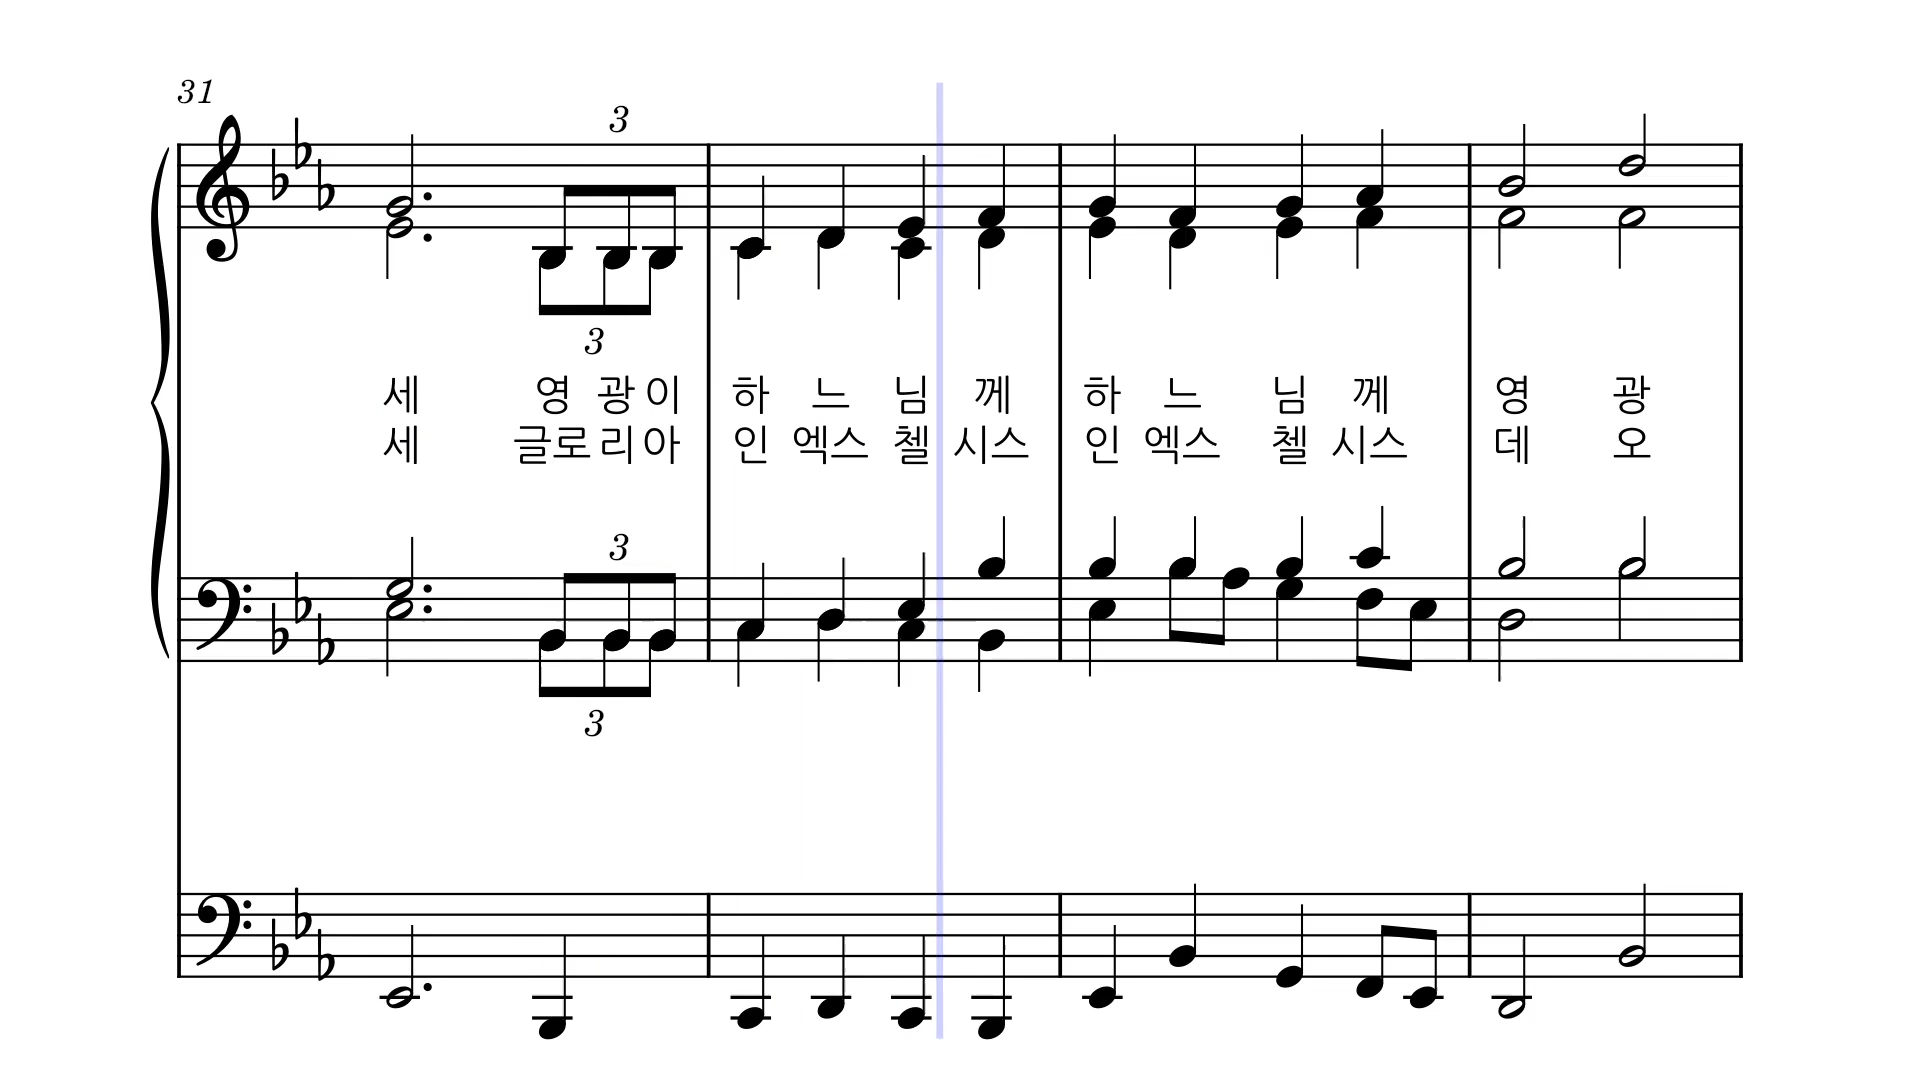 31
3
3
세 영 광 이 하 느 님 께 하 느 님 께 영 광
세 글로 리 아 인 엑스 첼 시스 인 엑스 첼 시스 데 오
3
3